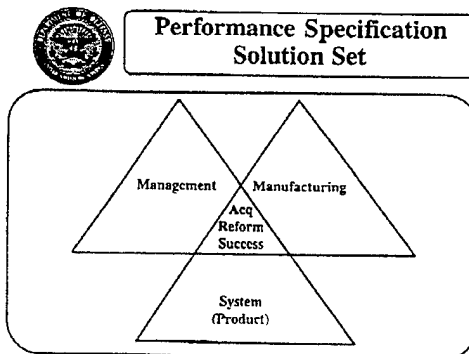 Performance Specification
Solution Set
Management
Manufacturing
Acq
Reform
Success
System
(Product)